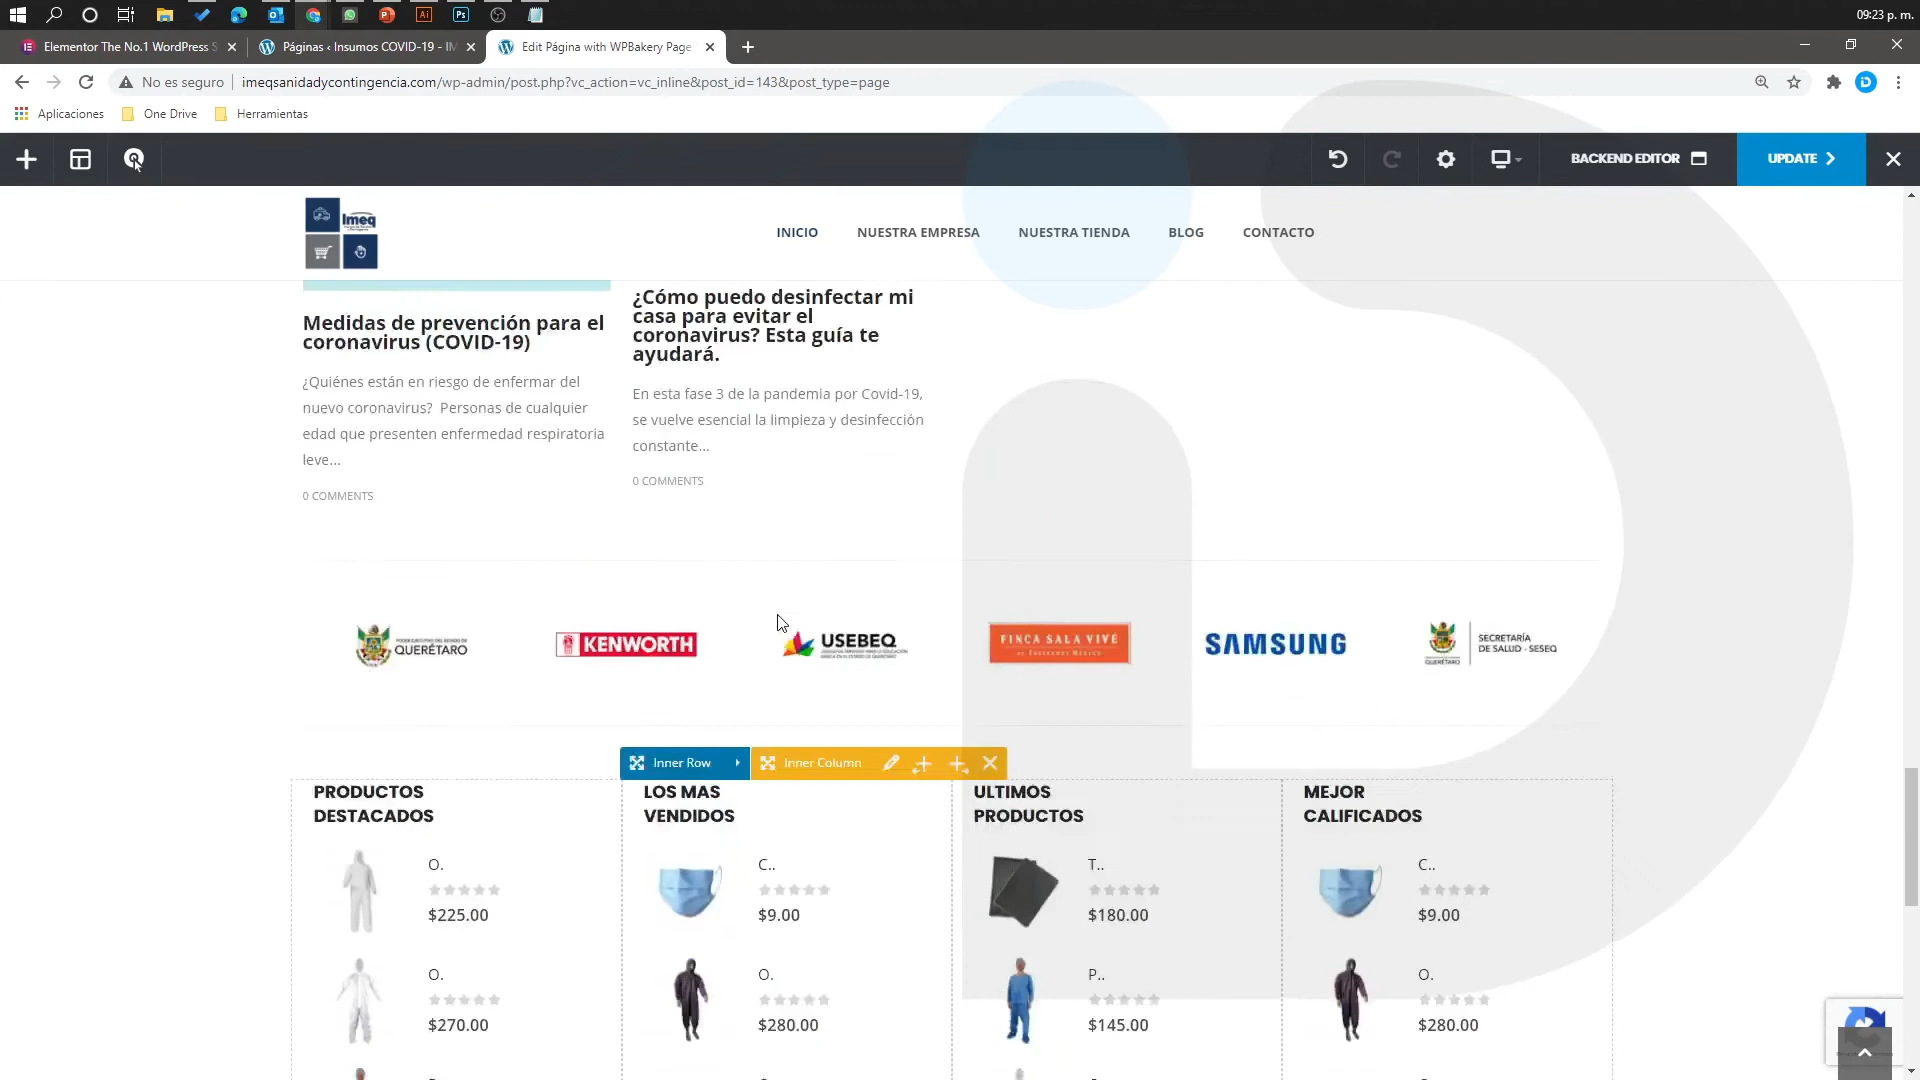 09:23 p. m.
Elementor The No.1 WordPress S
Páginas ‹ Insumos COVID-19 - IM
Edit Página with WPBakery Page
No es seguro
imeqsanidadycontingencia.com/wp-admin/post.php?vc_action=vc_inline&post_id=143&post_type=page
Aplicaciones
One Drive
Herramientas
BACKEND EDITOR
UPDATE
Imeq
INICIO
NUESTRA EMPRESA
NUESTRA TIENDA
BLOG
CONTACTO
Medidas de prevención para el
coronavirus (COVID-19)
¿Quiénes están en riesgo de enfermar del
nuevo coronavirus?  Personas de cualquier
edad que presenten enfermedad respiratoria
leve...
0 COMMENTS
¿Cómo puedo desinfectar mi
casa para evitar el
coronavirus? Esta guía te
ayudará.
En esta fase 3 de la pandemia por Covid-19,
se vuelve esencial la limpieza y desinfección
constante...
0 COMMENTS
PODER EJECUTIVO DEL ESTADO DE
QUERÉTARO
KENWORTH
USEBEQ
FINCA SALA VIVÉ
SAMSUNG
QUERÉTARO
SECRETARÍA
DE SALUD - SESEQ
Inner Row
Inner Column
PRODUCTOS
DESTACADOS
O.
$225.00
O.
$270.00
LOS MAS
VENDIDOS
C..
$9.00
O.
$280.00
ULTIMOS
PRODUCTOS
T..
$180.00
P..
$145.00
MEJOR
CALIFICADOS
C..
$9.00
O.
$280.00